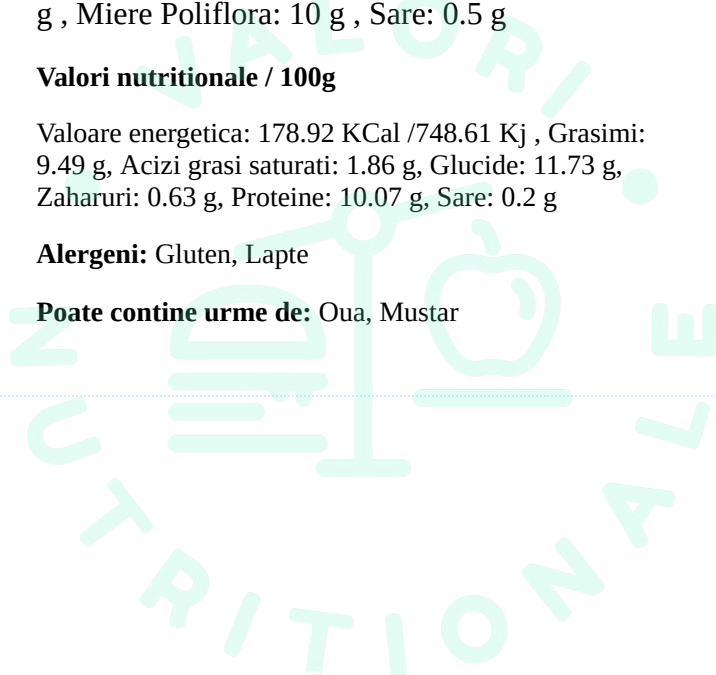 g , Miere Poliflora: 10 g , Sare: 0.5 g
Valori nutritionale / 100g
Valoare energetica: 178.92 KCal /748.61 Kj , Grasimi:
9.49 g, Acizi grasi saturati: 1.86 g, Glucide: 11.73 g,
Zaharuri: 0.63 g, Proteine: 10.07 g, Sare: 0.2 g
Alergeni: Gluten, Lapte
Poate contine urme de: Oua, Mustar
VALORI
NUTRITIONALE